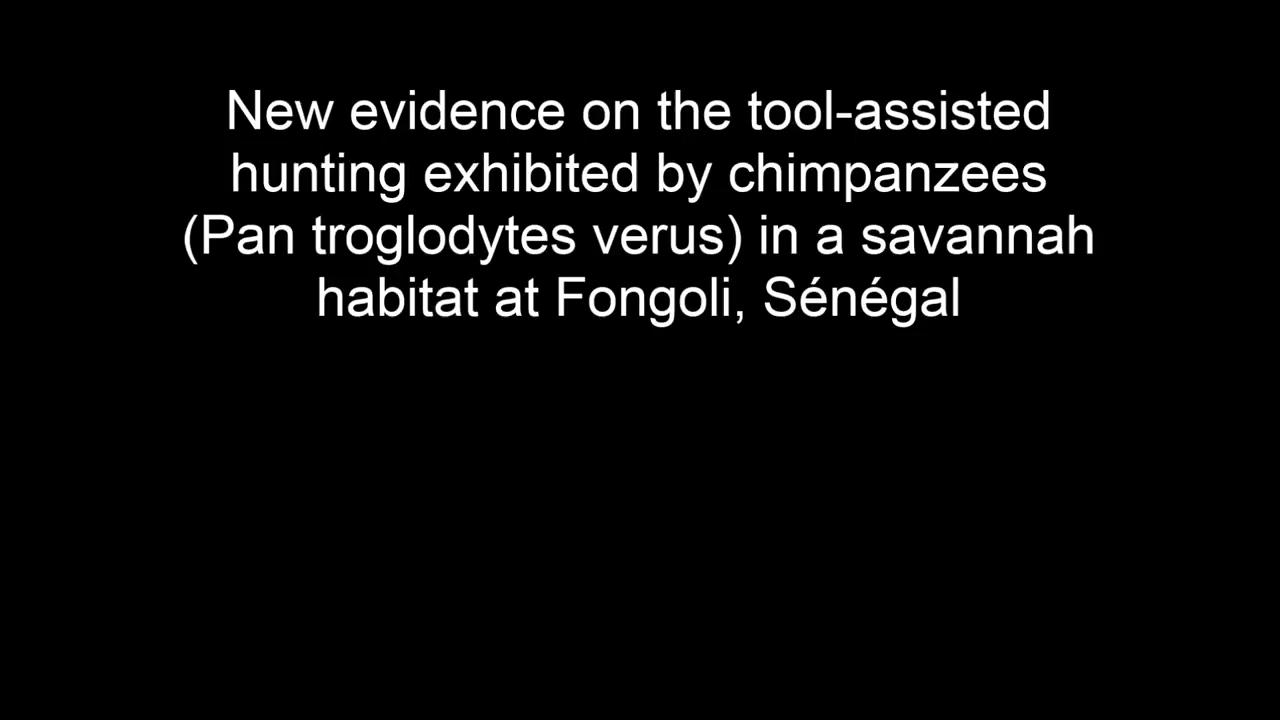 New evidence on the tool-assisted
hunting exhibited by chimpanzees
(Pan troglodytes verus) in a savannah
habitat at Fongoli, Sénégal